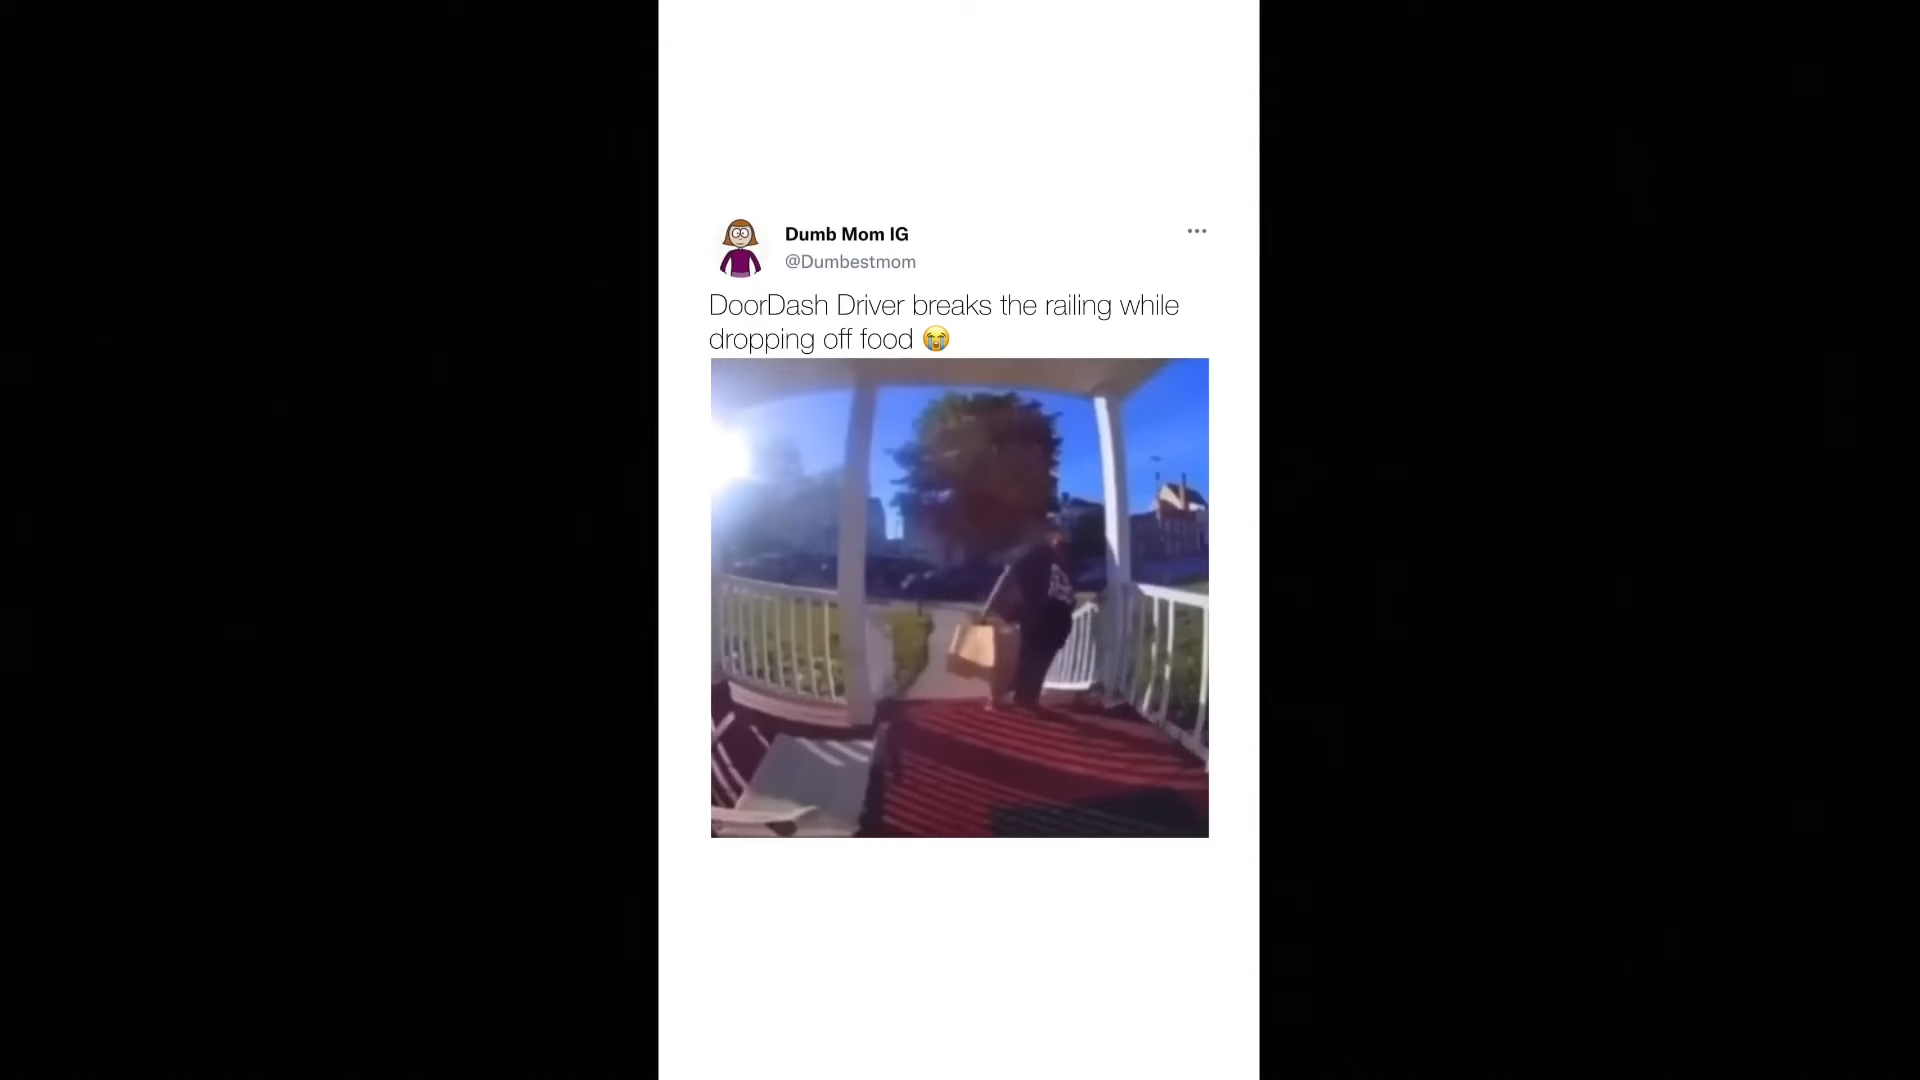 Dumb Mom IG
@Dumbestmom
DoorDash Driver breaks the railing while
dropping off food 😭